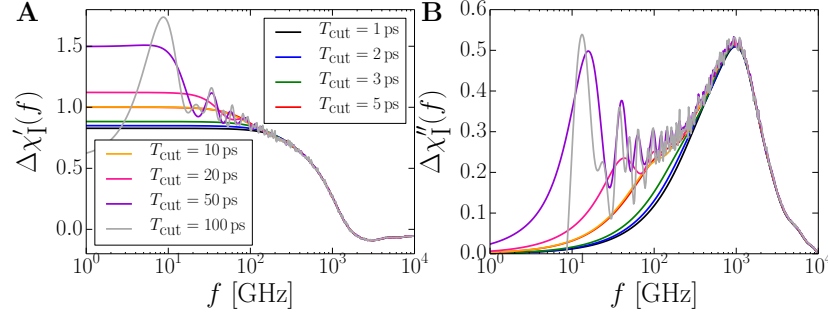 A
1.5
1.0
0.5
0.0
Δχ′I(f)
T_cut = 1 ps
T_cut = 2 ps
T_cut = 3 ps
T_cut = 5 ps
T_cut = 10 ps
T_cut = 20 ps
T_cut = 50 ps
T_cut = 100 ps
10^0 10^1 10^2 10^3 10^4
f [GHz]
B
0.6
0.5
0.4
0.3
0.2
0.1
0.0
Δχ″I(f)
10^0 10^1 10^2 10^3 10^4
f [GHz]